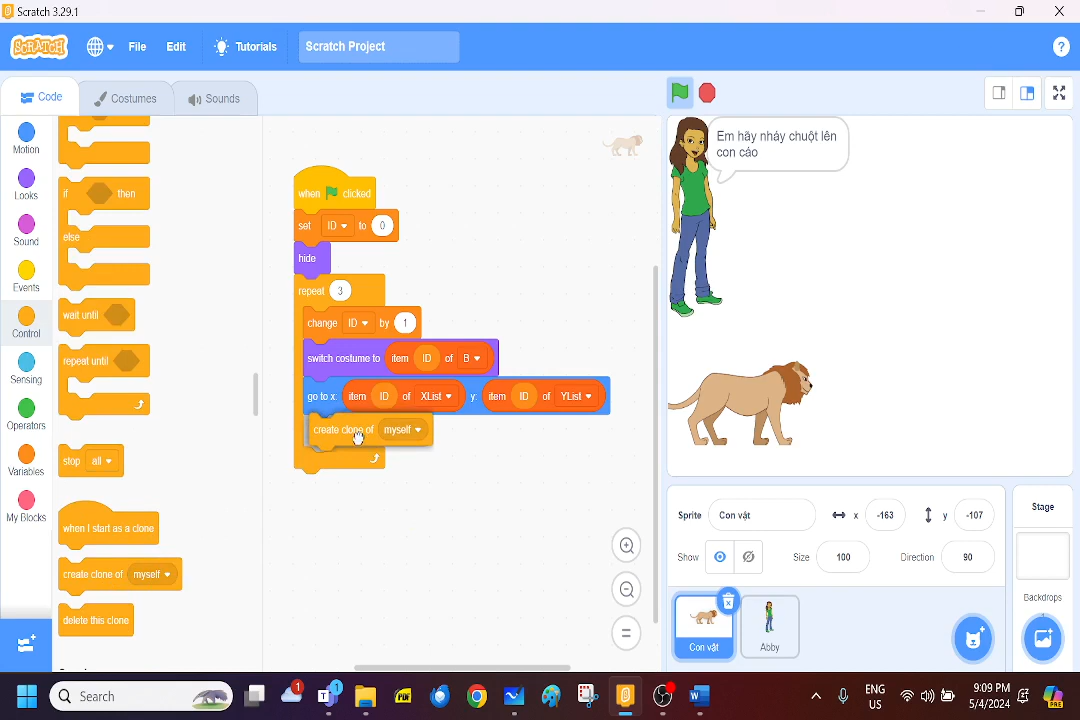 Scratch 3.29.1
SCRATCH
File
Edit
Tutorials
Scratch Project
?
Code
Costumes
Sounds
Motion
Looks
Sound
Events
Control
Sensing
Operators
Variables
My Blocks
if then
else
wait until
repeat until
stop all
when I start as a clone
create clone of myself
delete this clone
when clicked
set ID to 0
hide
repeat 3
change ID by 1
switch costume to item ID of B
go to x: item ID of XList y: item ID of YList
create clone of myself
Em hãy nháy chuột lên
con cáo
Sprite Con vật x -163 y -107
Show Size 100 Direction 90
Con vật
Abby
Stage
Backdrops
Search
1
1
PDF
ENG
US
9:09 PM
5/4/2024
PRE